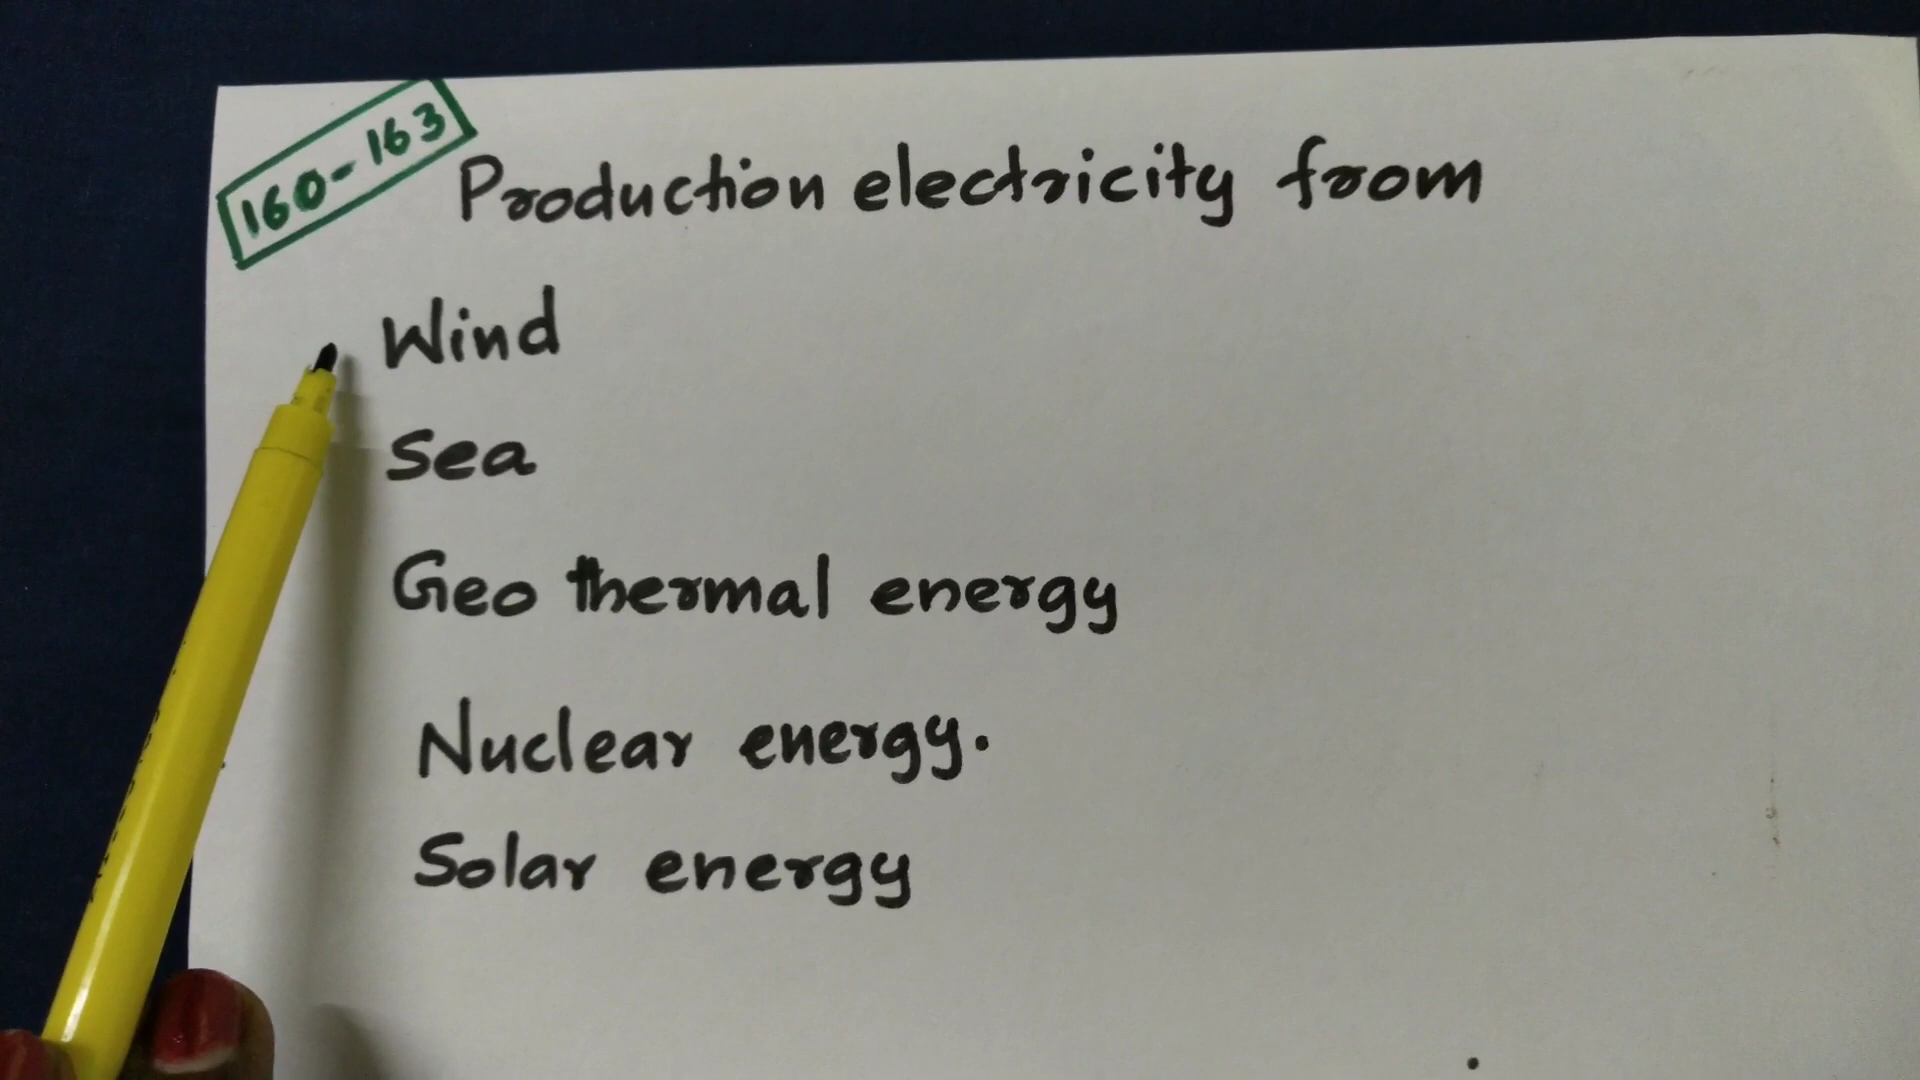 160-163
Production electricity from
Wind
Sea
Geo thermal energy
Nuclear energy.
Solar energy